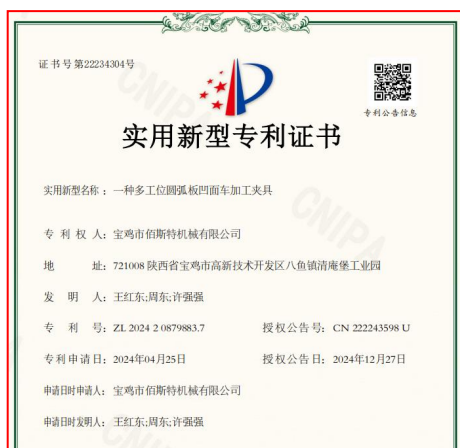 证书号第22234304号
专利公告信息
实用新型专利证书
实用新型名称：一种多工位圆弧板凹面车加工夹具
专利权人：宝鸡市佰斯特机械有限公司
地址：721008 陕西省宝鸡市高新技术开发区八鱼镇清庵堡工业园
发明人：王红东;周东;许强强
专利号：ZL 2024 2 0879883.7 授权公告号：CN 222243598 U
专利申请日：2024年04月25日 授权公告日：2024年12月27日
申请日时申请人：宝鸡市佰斯特机械有限公司
申请日时发明人：王红东;周东;许强强
CNIPA
CNIPA